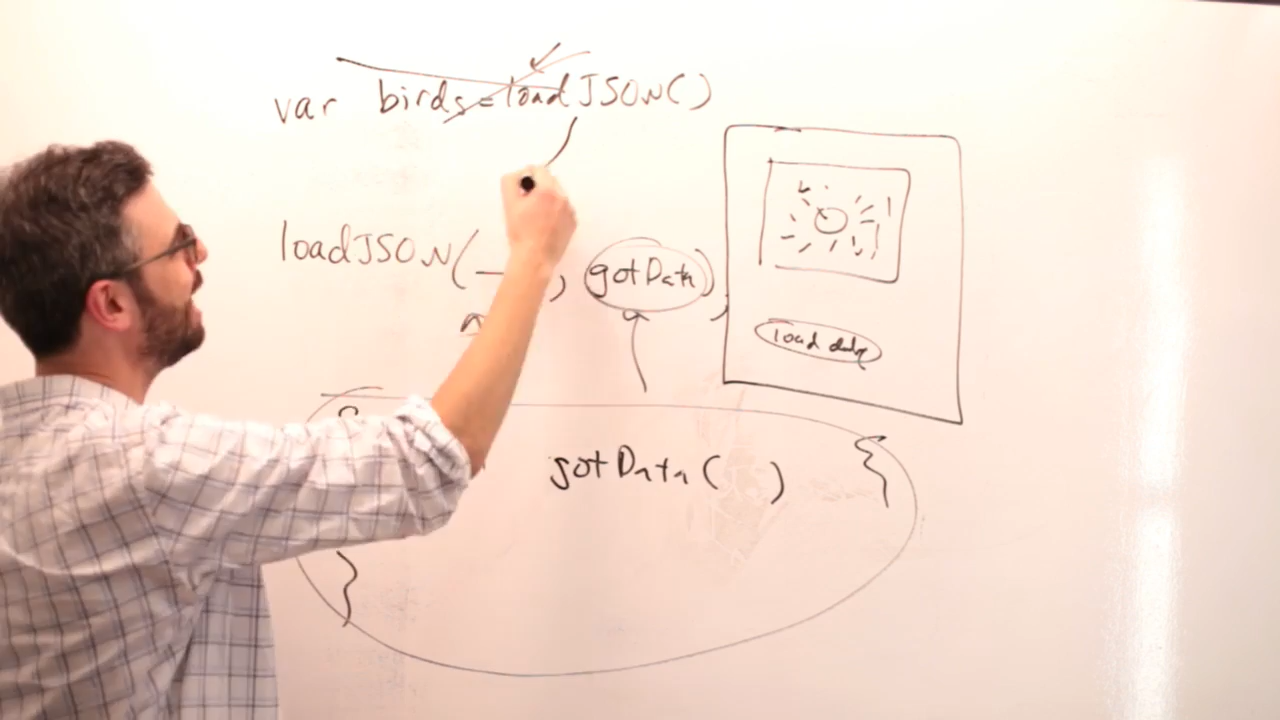 var birds=loadJSON()
loadJSON( , gotData),
load data
gotData( ) {
}